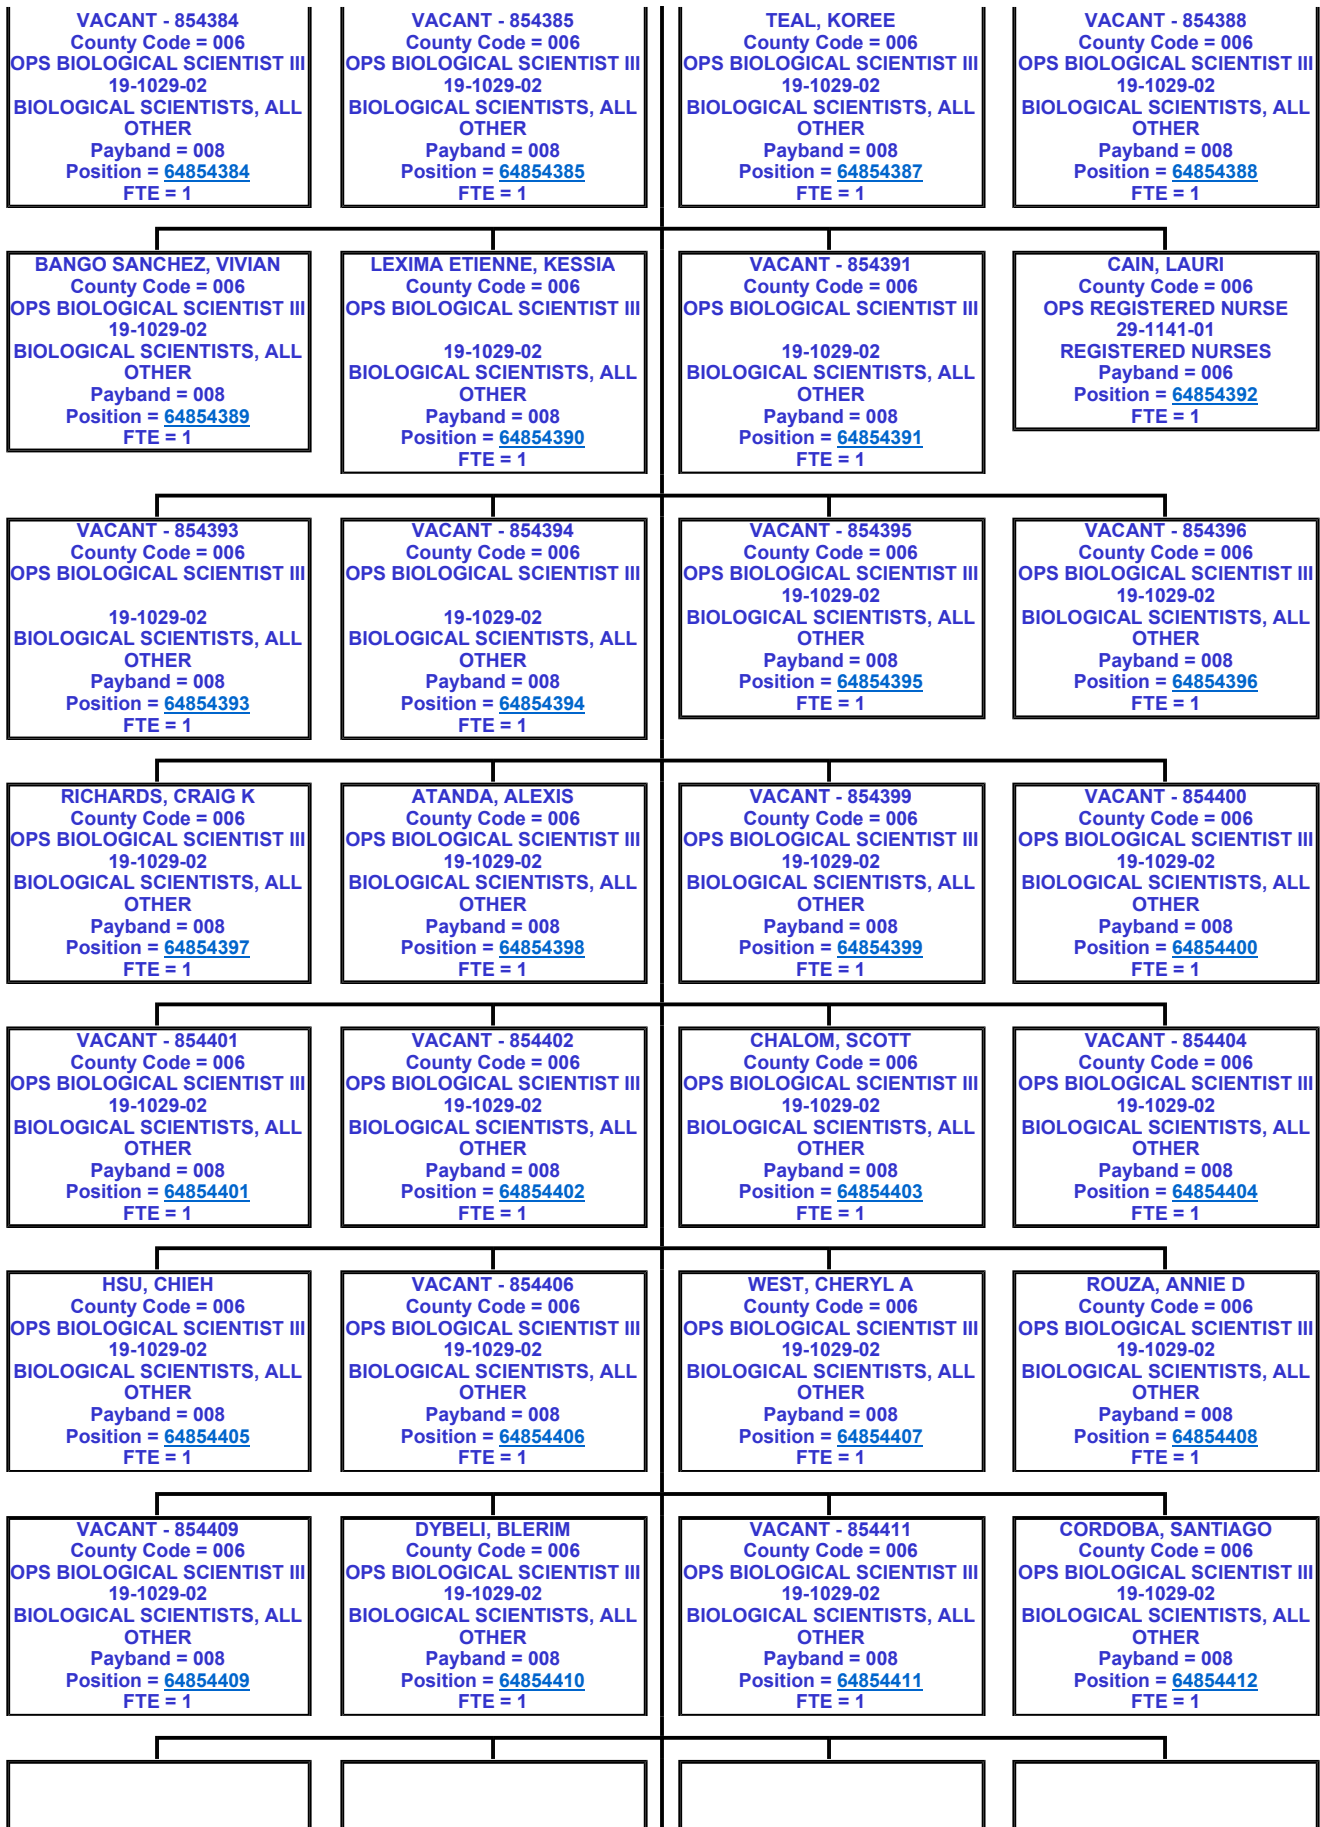 VACANT - 854384
County Code = 006
OPS BIOLOGICAL SCIENTIST III
19-1029-02
BIOLOGICAL SCIENTISTS, ALL
OTHER
Payband = 008
Position = 64854384
FTE = 1
VACANT - 854385
County Code = 006
OPS BIOLOGICAL SCIENTIST III
19-1029-02
BIOLOGICAL SCIENTISTS, ALL
OTHER
Payband = 008
Position = 64854385
FTE = 1
TEAL, KOREE
County Code = 006
OPS BIOLOGICAL SCIENTIST III
19-1029-02
BIOLOGICAL SCIENTISTS, ALL
OTHER
Payband = 008
Position = 64854387
FTE = 1
VACANT - 854388
County Code = 006
OPS BIOLOGICAL SCIENTIST III
19-1029-02
BIOLOGICAL SCIENTISTS, ALL
OTHER
Payband = 008
Position = 64854388
FTE = 1
BANGO SANCHEZ, VIVIAN
County Code = 006
OPS BIOLOGICAL SCIENTIST III
19-1029-02
BIOLOGICAL SCIENTISTS, ALL
OTHER
Payband = 008
Position = 64854389
FTE = 1
LEXIMA ETIENNE, KESSIA
County Code = 006
OPS BIOLOGICAL SCIENTIST III
19-1029-02
BIOLOGICAL SCIENTISTS, ALL
OTHER
Payband = 008
Position = 64854390
FTE = 1
VACANT - 854391
County Code = 006
OPS BIOLOGICAL SCIENTIST III
19-1029-02
BIOLOGICAL SCIENTISTS, ALL
OTHER
Payband = 008
Position = 64854391
FTE = 1
CAIN, LAURI
County Code = 006
OPS REGISTERED NURSE
29-1141-01
REGISTERED NURSES
Payband = 006
Position = 64854392
FTE = 1
VACANT - 854393
County Code = 006
OPS BIOLOGICAL SCIENTIST III
19-1029-02
BIOLOGICAL SCIENTISTS, ALL
OTHER
Payband = 008
Position = 64854393
FTE = 1
VACANT - 854394
County Code = 006
OPS BIOLOGICAL SCIENTIST III
19-1029-02
BIOLOGICAL SCIENTISTS, ALL
OTHER
Payband = 008
Position = 64854394
FTE = 1
VACANT - 854395
County Code = 006
OPS BIOLOGICAL SCIENTIST III
19-1029-02
BIOLOGICAL SCIENTISTS, ALL
OTHER
Payband = 008
Position = 64854395
FTE = 1
VACANT - 854396
County Code = 006
OPS BIOLOGICAL SCIENTIST III
19-1029-02
BIOLOGICAL SCIENTISTS, ALL
OTHER
Payband = 008
Position = 64854396
FTE = 1
RICHARDS, CRAIG K
County Code = 006
OPS BIOLOGICAL SCIENTIST III
19-1029-02
BIOLOGICAL SCIENTISTS, ALL
OTHER
Payband = 008
Position = 64854397
FTE = 1
ATANDA, ALEXIS
County Code = 006
OPS BIOLOGICAL SCIENTIST III
19-1029-02
BIOLOGICAL SCIENTISTS, ALL
OTHER
Payband = 008
Position = 64854398
FTE = 1
VACANT - 854399
County Code = 006
OPS BIOLOGICAL SCIENTIST III
19-1029-02
BIOLOGICAL SCIENTISTS, ALL
OTHER
Payband = 008
Position = 64854399
FTE = 1
VACANT - 854400
County Code = 006
OPS BIOLOGICAL SCIENTIST III
19-1029-02
BIOLOGICAL SCIENTISTS, ALL
OTHER
Payband = 008
Position = 64854400
FTE = 1
VACANT - 854401
County Code = 006
OPS BIOLOGICAL SCIENTIST III
19-1029-02
BIOLOGICAL SCIENTISTS, ALL
OTHER
Payband = 008
Position = 64854401
FTE = 1
VACANT - 854402
County Code = 006
OPS BIOLOGICAL SCIENTIST III
19-1029-02
BIOLOGICAL SCIENTISTS, ALL
OTHER
Payband = 008
Position = 64854402
FTE = 1
CHALOM, SCOTT
County Code = 006
OPS BIOLOGICAL SCIENTIST III
19-1029-02
BIOLOGICAL SCIENTISTS, ALL
OTHER
Payband = 008
Position = 64854403
FTE = 1
VACANT - 854404
County Code = 006
OPS BIOLOGICAL SCIENTIST III
19-1029-02
BIOLOGICAL SCIENTISTS, ALL
OTHER
Payband = 008
Position = 64854404
FTE = 1
HSU, CHIEH
County Code = 006
OPS BIOLOGICAL SCIENTIST III
19-1029-02
BIOLOGICAL SCIENTISTS, ALL
OTHER
Payband = 008
Position = 64854405
FTE = 1
VACANT - 854406
County Code = 006
OPS BIOLOGICAL SCIENTIST III
19-1029-02
BIOLOGICAL SCIENTISTS, ALL
OTHER
Payband = 008
Position = 64854406
FTE = 1
WEST, CHERYL A
County Code = 006
OPS BIOLOGICAL SCIENTIST III
19-1029-02
BIOLOGICAL SCIENTISTS, ALL
OTHER
Payband = 008
Position = 64854407
FTE = 1
ROUZA, ANNIE D
County Code = 006
OPS BIOLOGICAL SCIENTIST III
19-1029-02
BIOLOGICAL SCIENTISTS, ALL
OTHER
Payband = 008
Position = 64854408
FTE = 1
VACANT - 854409
County Code = 006
OPS BIOLOGICAL SCIENTIST III
19-1029-02
BIOLOGICAL SCIENTISTS, ALL
OTHER
Payband = 008
Position = 64854409
FTE = 1
DYBELI, BLERIM
County Code = 006
OPS BIOLOGICAL SCIENTIST III
19-1029-02
BIOLOGICAL SCIENTISTS, ALL
OTHER
Payband = 008
Position = 64854410
FTE = 1
VACANT - 854411
County Code = 006
OPS BIOLOGICAL SCIENTIST III
19-1029-02
BIOLOGICAL SCIENTISTS, ALL
OTHER
Payband = 008
Position = 64854411
FTE = 1
CORDOBA, SANTIAGO
County Code = 006
OPS BIOLOGICAL SCIENTIST III
19-1029-02
BIOLOGICAL SCIENTISTS, ALL
OTHER
Payband = 008
Position = 64854412
FTE = 1